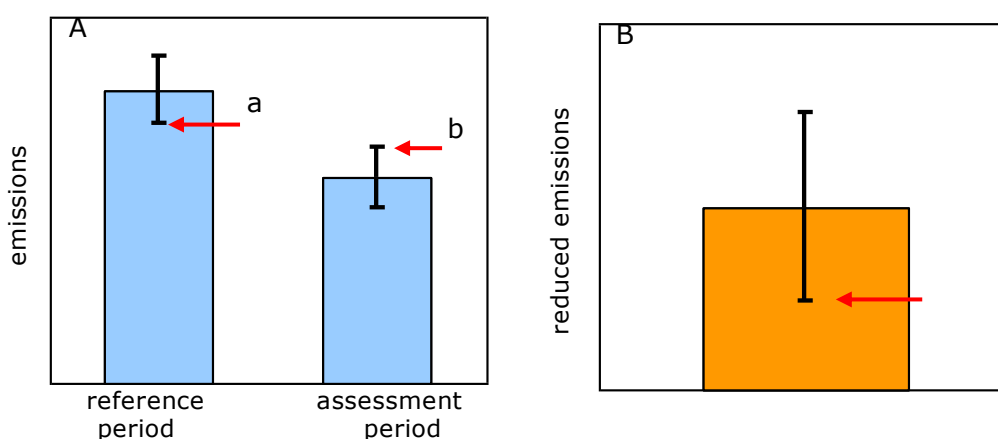 A
a
b
emissions
reference
period
assessment
period
B
reduced emissions